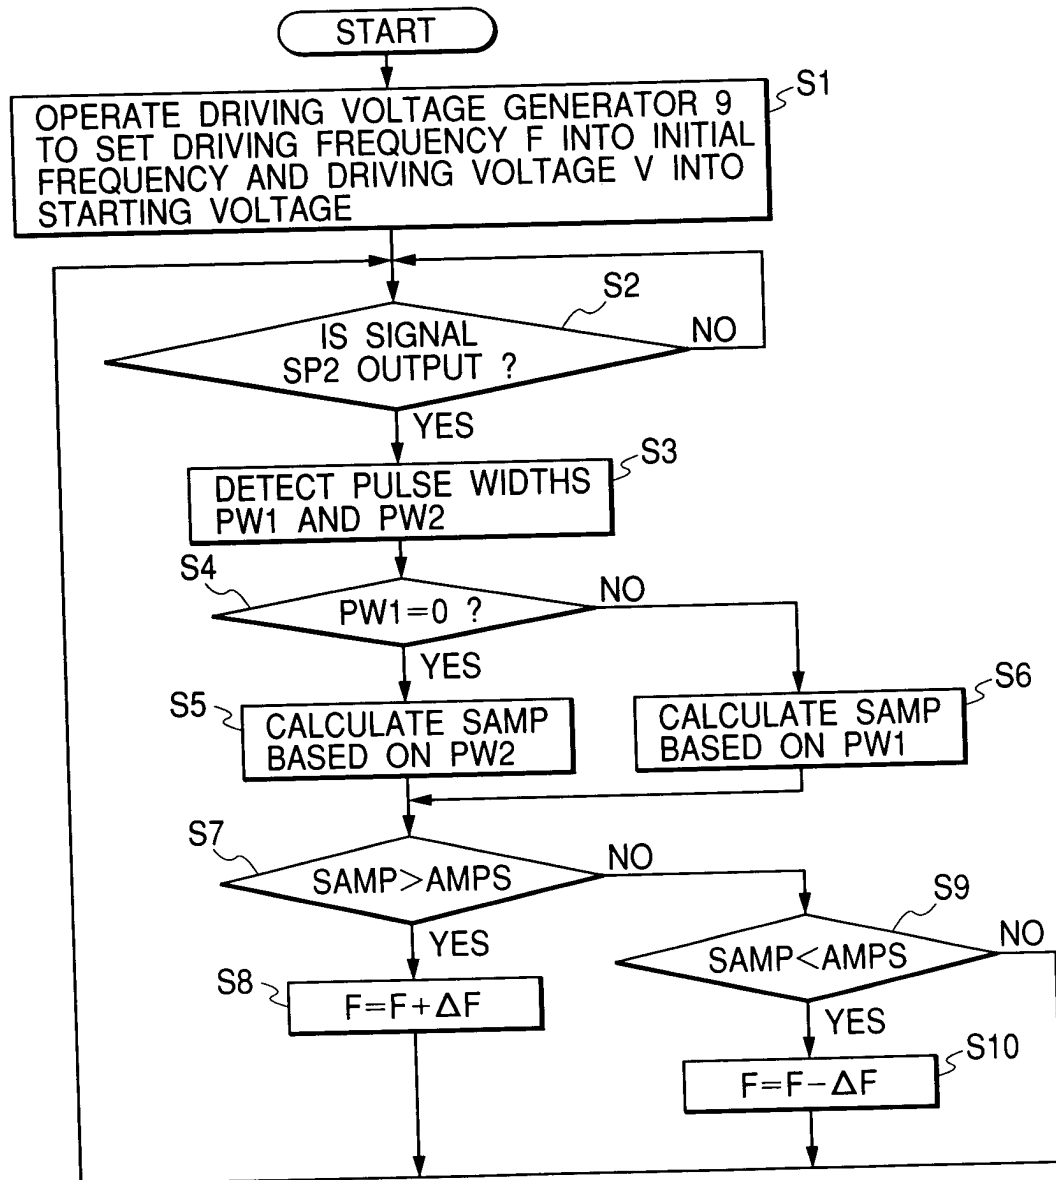 START
S1
OPERATE DRIVING VOLTAGE GENERATOR 9
TO SET DRIVING FREQUENCY F INTO INITIAL
FREQUENCY AND DRIVING VOLTAGE V INTO
STARTING VOLTAGE
S2
IS SIGNAL
SP2 OUTPUT ?
NO
YES
S3
DETECT PULSE WIDTHS
PW1 AND PW2
S4
PW1=0 ?
NO
YES
S5
CALCULATE SAMP
BASED ON PW2
S6
CALCULATE SAMP
BASED ON PW1
S7
SAMP>AMPS
NO
YES
S8
F=F+ΔF
S9
SAMP<AMPS
NO
YES
S10
F=F-ΔF